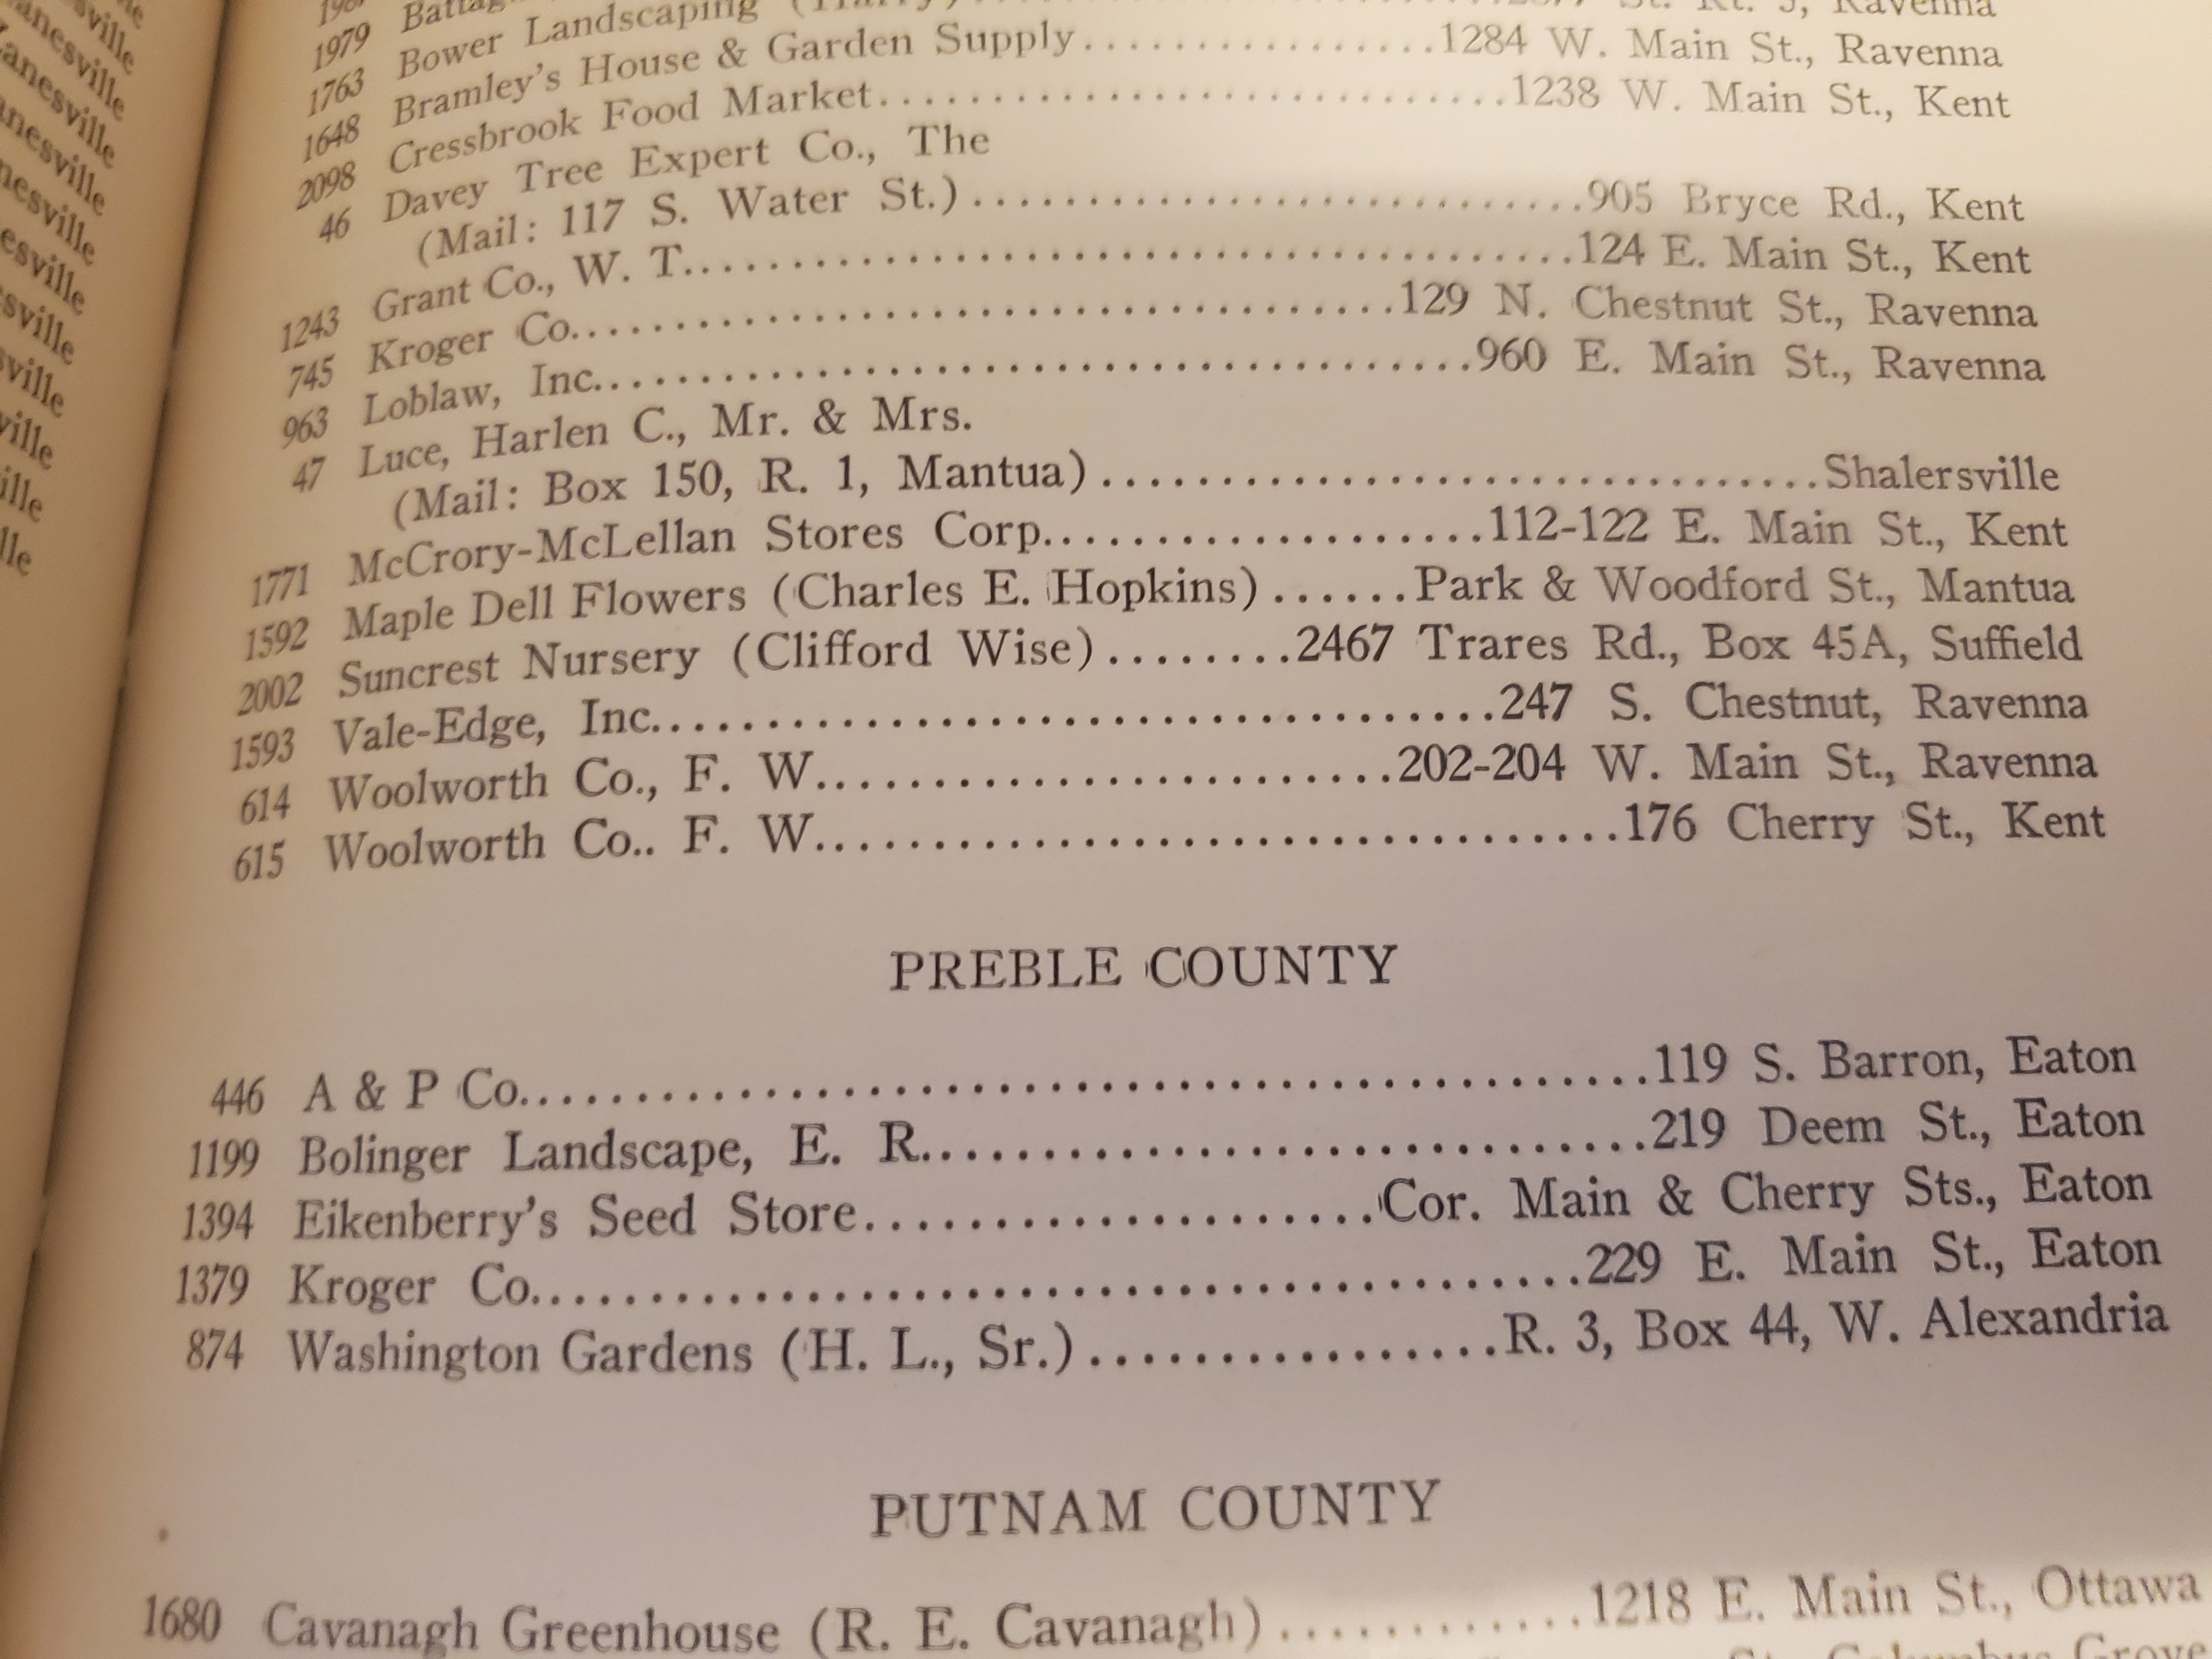 1979
1763 Bower Landscaping St. Rt. 5, Ravenna
1648 Bramley's House & Garden Supply................1284 W. Main St., Ravenna
2098 Cressbrook Food Market.............................1238 W. Main St., Kent
46 Davey Tree Expert Co., The
(Mail: 117 S. Water St.)............................905 Bryce Rd., Kent
1243 Grant Co., W. T.......................................124 E. Main St., Kent
745 Kroger Co......................................129 N. Chestnut St., Ravenna
963 Loblaw, Inc.......................................960 E. Main St., Ravenna
47 Luce, Harlen C., Mr. & Mrs.
(Mail: Box 150, R. 1, Mantua)................................Shalersville
1771 McCrory-McLellan Stores Corp....................112-122 E. Main St., Kent
1592 Maple Dell Flowers (Charles E. Hopkins)......Park & Woodford St., Mantua
2002 Suncrest Nursery (Clifford Wise)........2467 Trares Rd., Box 45A, Suffield
1593 Vale-Edge, Inc....................................247 S. Chestnut, Ravenna
614 Woolworth Co., F. W.........................202-204 W. Main St., Ravenna
615 Woolworth Co.. F. W...................................176 Cherry St., Kent
PREBLE COUNTY
446 A & P Co.................................................119 S. Barron, Eaton
1199 Bolinger Landscape, E. R................................219 Deem St., Eaton
1394 Eikenberry's Seed Store......................Cor. Main & Cherry Sts., Eaton
1379 Kroger Co.............................................229 E. Main St., Eaton
874 Washington Gardens (H. L., Sr.).................R. 3, Box 44, W. Alexandria
PUTNAM COUNTY
1680 Cavanagh Greenhouse (R. E. Cavanagh)............1218 E. Main St., Ottawa